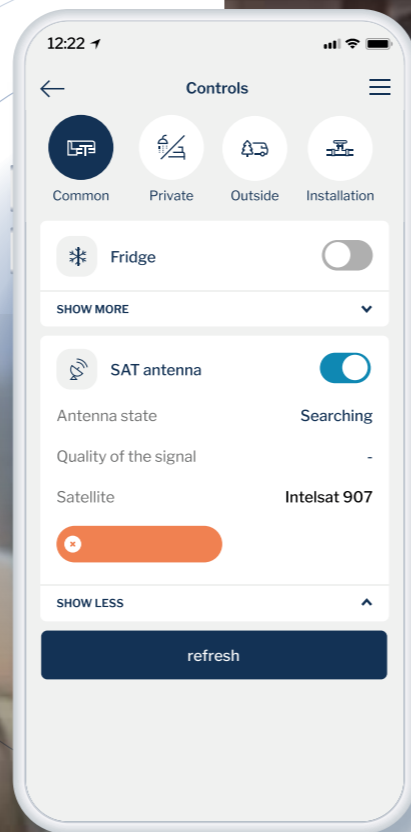 12:22
Controls
Common Private Outside Installation
Fridge
SHOW MORE
SAT antenna
Antenna state Searching
Quality of the signal -
Satellite Intelsat 907
SHOW LESS
refresh